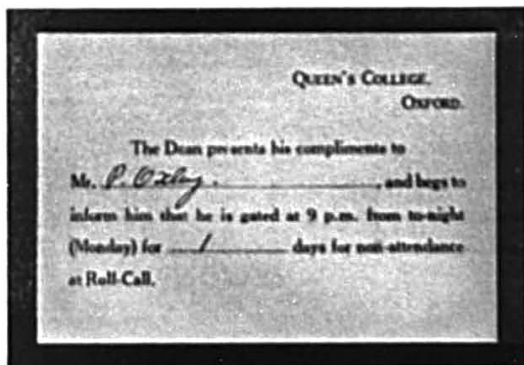 QUEEN'S COLLEGE,
OXFORD.
The Dean presents his compliments to
Mr. P. Oxley, and begs to
inform him that he is gated at 9 p.m. from to-night
(Monday) for 1 days for non-attendance
at Roll-Call.